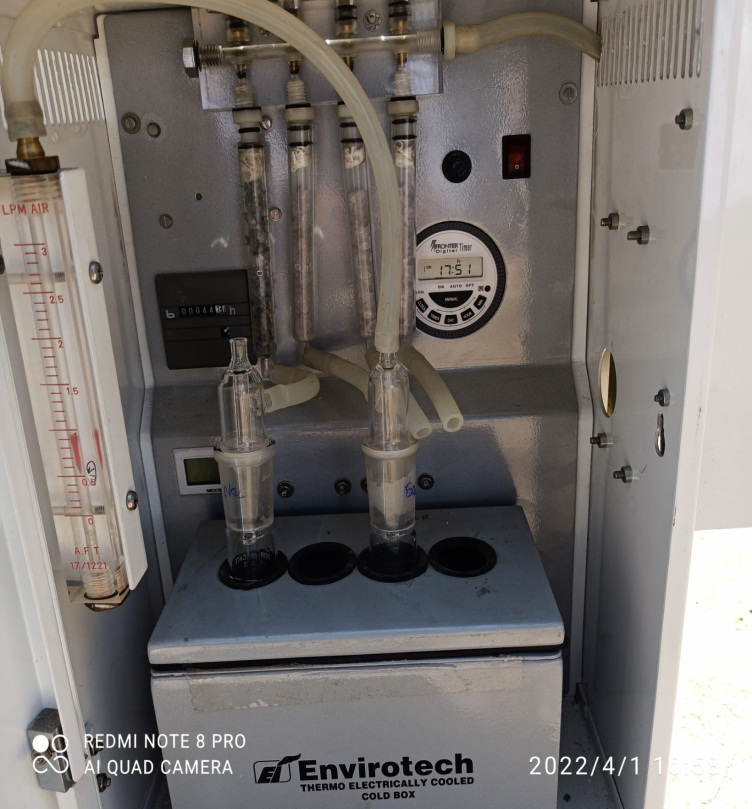 LPM AIR
3
2.5
2
1.5
0.5
0
A.F.T
17/1221
FRONTIER
Digital Timer
17:51
ON AUTO OFF
MANUAL
h
Envirotech
THERMO ELECTRICALLY COOLED
COLD BOX
REDMI NOTE 8 PRO
AI QUAD CAMERA
2022/4/1